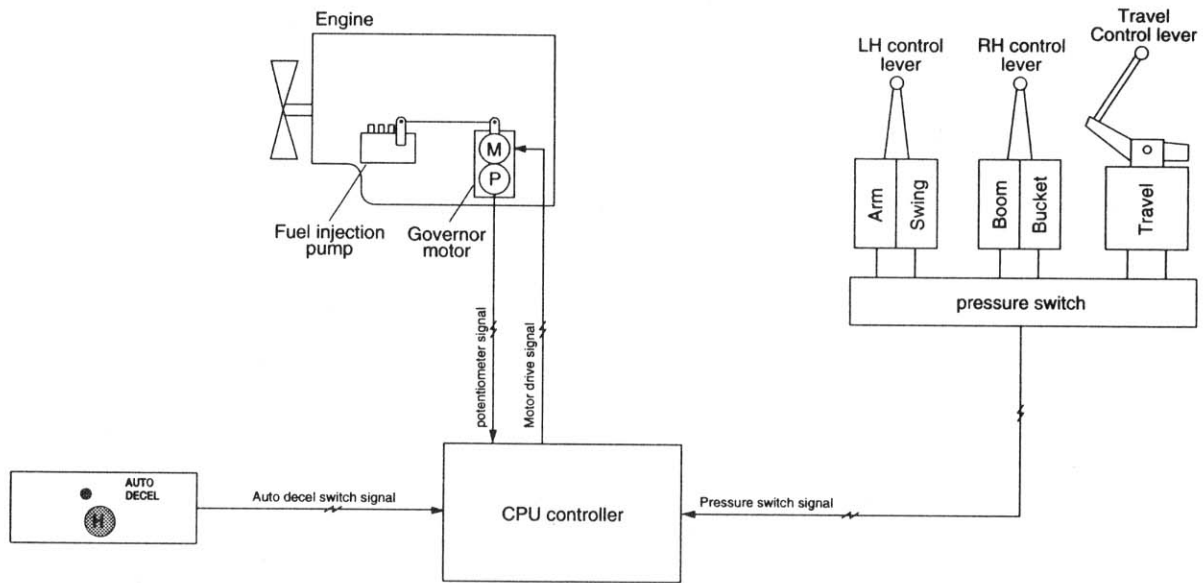 Engine
Travel
Control lever
LH control
lever
RH control
lever
M
P
Fuel injection
pump
Governor
motor
Arm
Swing
Boom
Bucket
Travel
pressure switch
potentiometer signal
Motor drive signal
AUTO
DECEL
H
Auto decel switch signal
CPU controller
Pressure switch signal